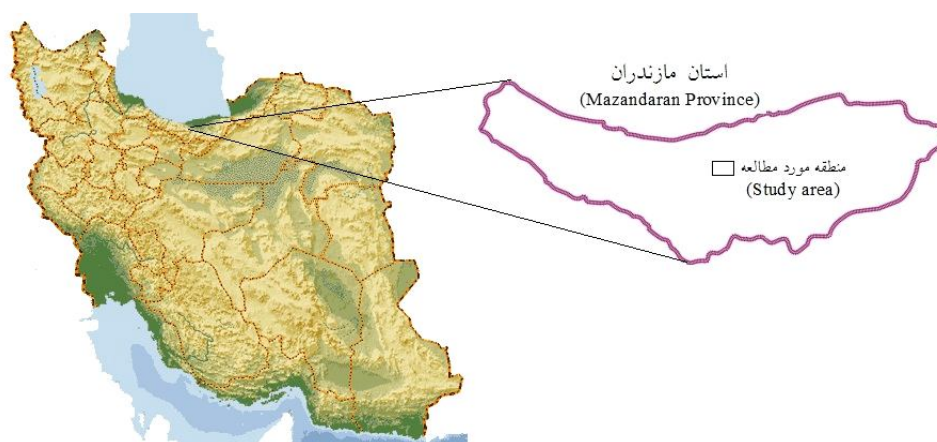 استان مازندران
(Mazandaran Province)
منطقه مورد مطالعه
(Study area)